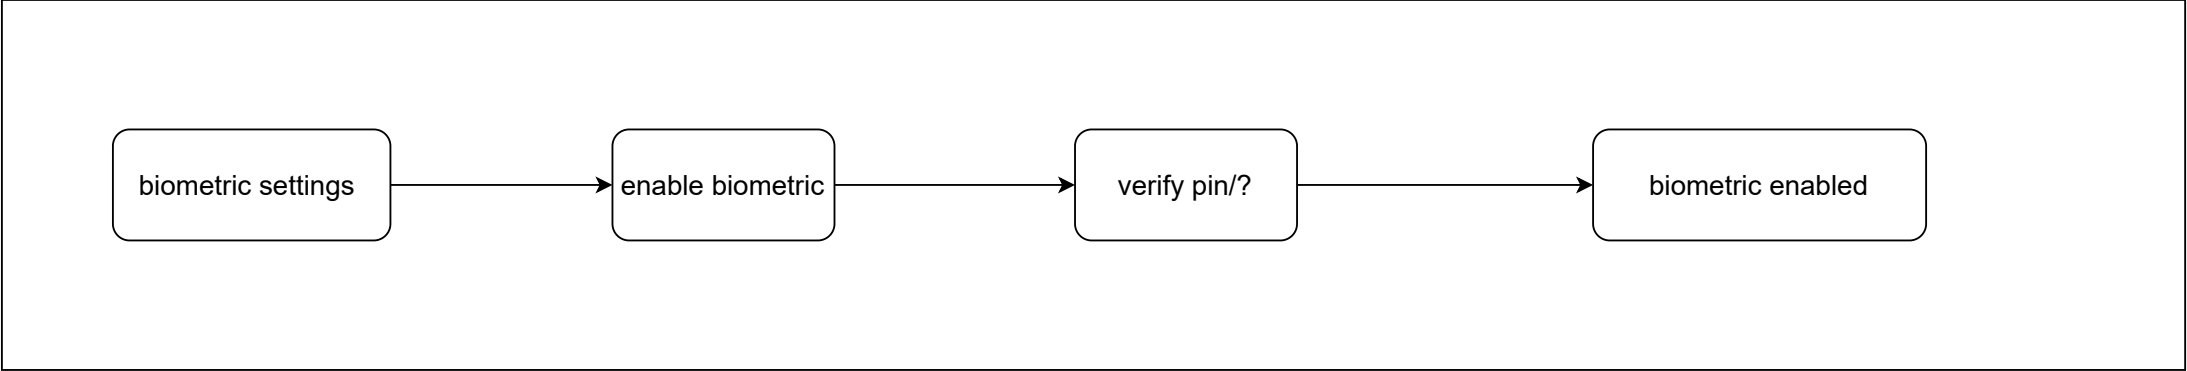 biometric settings
enable biometric
verify pin/?
biometric enabled